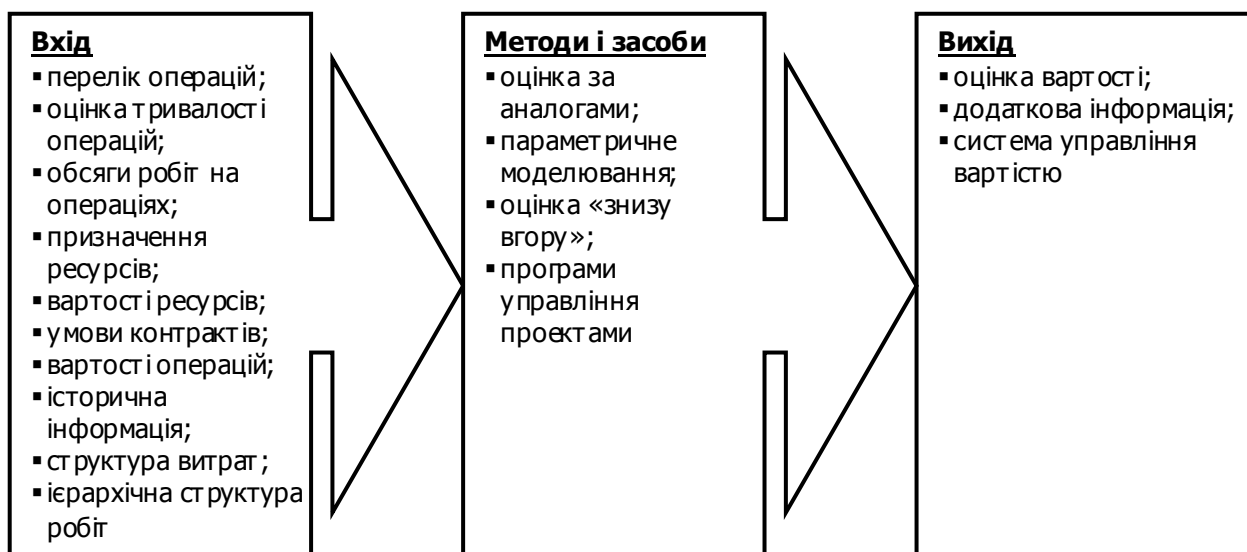 Вхід
▪ перелік операцій;
▪ оцінка тривалості
операцій;
▪ обсяги робіт на
операціях;
▪ призначення
ресурсів;
▪ вартості ресурсів;
▪ умови контрактів;
▪ вартості операцій;
▪ історична
інформація;
▪ структура витрат;
▪ ієрархічна структура
робіт
Методи і засоби
▪ оцінка за
аналогами;
▪ параметричне
моделювання;
▪ оцінка «знизу
вгору»;
▪ програми
управління
проектами
Вихід
▪ оцінка вартості;
▪ додаткова інформація;
▪ система управління
вартістю